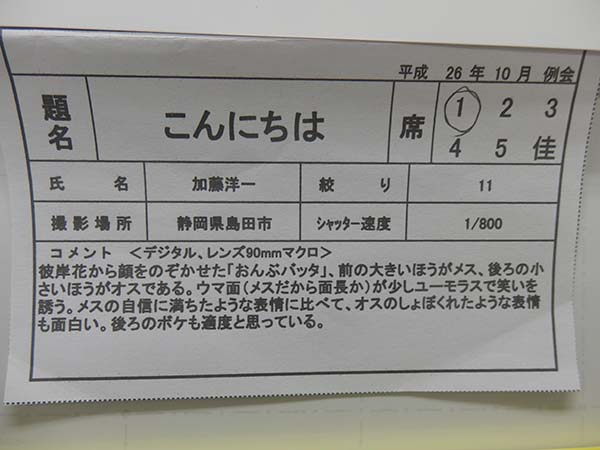 平成 26 年 10 月 例会
題名 こんにちは 席 1 2 3
4 5 佳
氏 名 加藤洋一 絞 り 11
撮影場所 静岡県島田市 シャッター速度 1/800
コメント <デジタル、レンズ90mmマクロ>
彼岸花から顔をのぞかせた「おんぶバッタ」、前の大きいほうがメス、後ろの小
さいほうがオスである。ウマ面(メスだから面長か)が少しユーモラスで笑いを
誘う。メスの自信に満ちたような表情に比べて、オスのしょぼくれたような表情
も面白い。後ろのボケも適度と思っている。